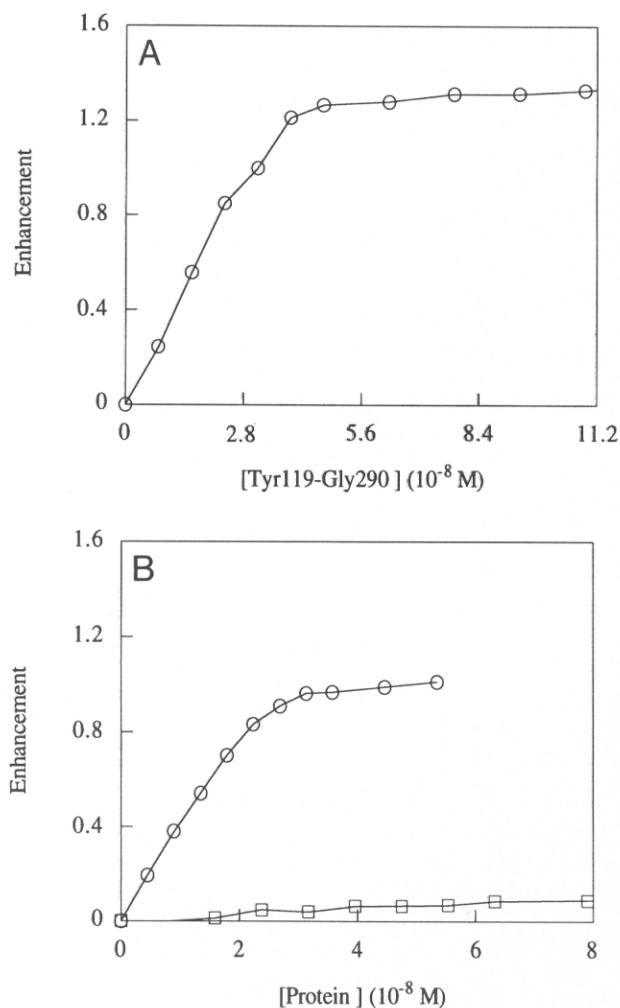 A
1.6
1.2
0.8
0.4
0
Enhancement
0 2.8 5.6 8.4 11.2
[Tyr119-Gly290 ] (10⁻⁸ M)
B
1.6
1.2
0.8
0.4
0
Enhancement
0 2 4 6 8
[Protein ] (10⁻⁸ M)